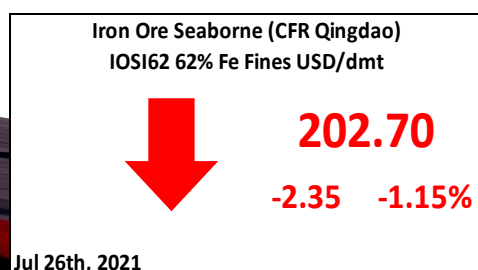 Iron Ore Seaborne (CFR Qingdao)
IOSI62 62% Fe Fines USD/dmt
202.70
-2.35 -1.15%
Jul 26th, 2021